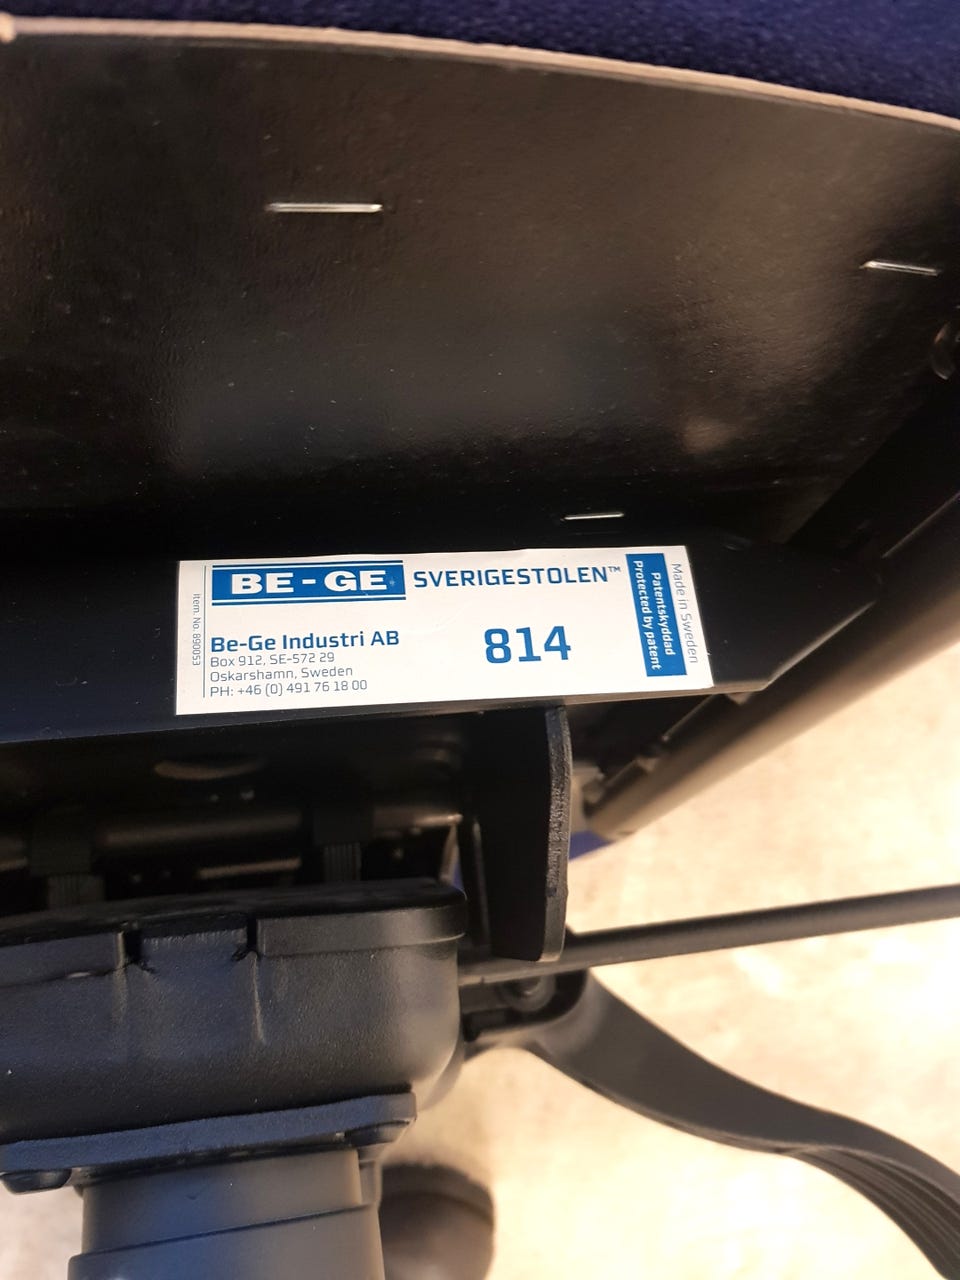 Item. No. 890053
BE-GE
SVERIGESTOLEN™
Be-Ge Industri AB
Box 912, SE-572 29
Oskarshamn, Sweden
PH: +46 (0) 491 76 18 00
814
Patentskyddad
Protected by patent
Made in Sweden